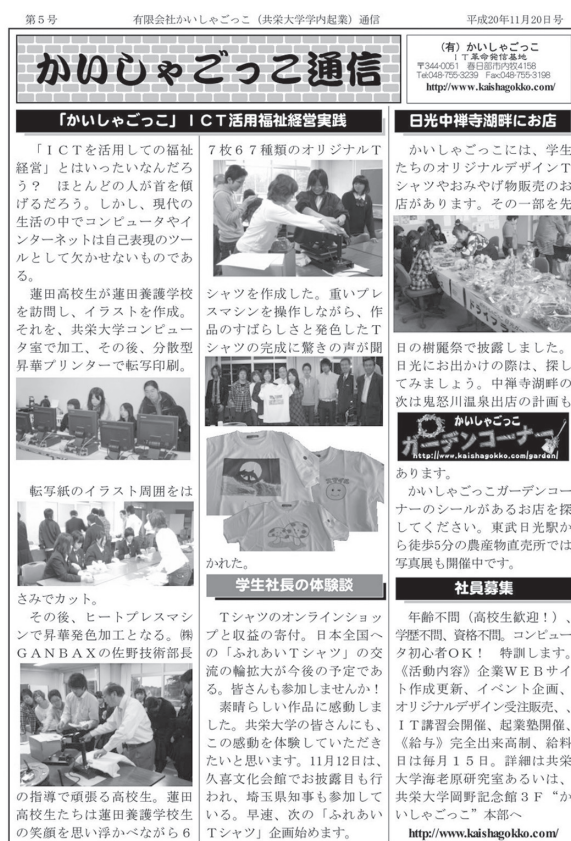 第５号
有限会社かいしゃごっこ（共栄大学学内起業）通信
平成20年11月20日号
かいしゃごっこ通信
（有）かいしゃごっこ
ＩＴ革命発信基地
〒344-0051　春日部市内牧4158
Tel:048-755-3239　Fax:048-755-3198
http://www.kaishagokko.com/
「かいしゃごっこ」ＩＣＴ活用福祉経営実践
「ＩＣＴを活用しての福祉
経営」とはいったいなんだろ
う？　ほとんどの人が首を傾
げるだろう。しかし、現代の
生活の中でコンピュータやイ
ンターネットは自己表現のツー
ルとして欠かせないものであ
る。
蓮田高校生が蓮田養護学校
を訪問し、イラストを作成。
それを、共栄大学コンピュー
タ室で加工、その後、分散型
昇華プリンターで転写印刷。
転写紙のイラスト周囲をは
さみでカット。
その後、ヒートプレスマシ
ンで昇華発色加工となる。㈱
ＧＡＮＢＡＸの佐野技術部長
の指導で頑張る高校生。蓮田
高校生たちは蓮田養護学校生
の笑顔を思い浮かべながら６
７枚６７種類のオリジナルＴ
シャツを作成した。重いプレ
スマシンを操作しながら、作
品のすばらしさと発色したＴ
シャツの完成に驚きの声が聞
かれた。
学生社長の体験談
Ｔシャツのオンラインショッ
プと収益の寄付。日本全国へ
の「ふれあいＴシャツ」の交
流の輪拡大が今後の予定であ
る。皆さんも参加しませんか！
素晴らしい作品に感動しま
した。共栄大学の皆さんにも、
この感動を体験していただき
たいと思います。11月12日は、
久喜文化会館でお披露目も行
われ、埼玉県知事も参加して
いる。早速、次の「ふれあい
Ｔシャツ」企画始めます。
日光中禅寺湖畔にお店
かいしゃごっこには、学生
たちのオリジナルデザインＴ
シャツやおみやげ物販売のお
店があります。その一部を先
日の樹麗祭で披露しました。
日光にお出かけの際は、探し
てみましょう。中禅寺湖畔の
次は鬼怒川温泉出店の計画も
かいしゃごっこ
ガーデンコーナー
http://www.kaishagokko.com/garden/
あります。
かいしゃごっこガーデンコー
ナーのシールがあるお店を探
してください。東武日光駅か
ら徒歩5分の農産物直売所では
写真展も開催中です。
社員募集
年齢不問（高校生歓迎！）、
学歴不問、資格不問。コンピュー
タ初心者ＯＫ！　特訓します。
《活動内容》企業ＷＥＢサイ
ト作成更新、イベント企画、
オリジナルデザイン受注販売、、
ＩＴ講習会開催、起業塾開催、
《給与》完全出来高制、給料
日は毎月１５日。詳細は共栄
大学海老原研究室あるいは、
共栄大学岡野記念館３Ｆ“か
いしゃごっこ”本部へ
http://www.kaishagokko.com/